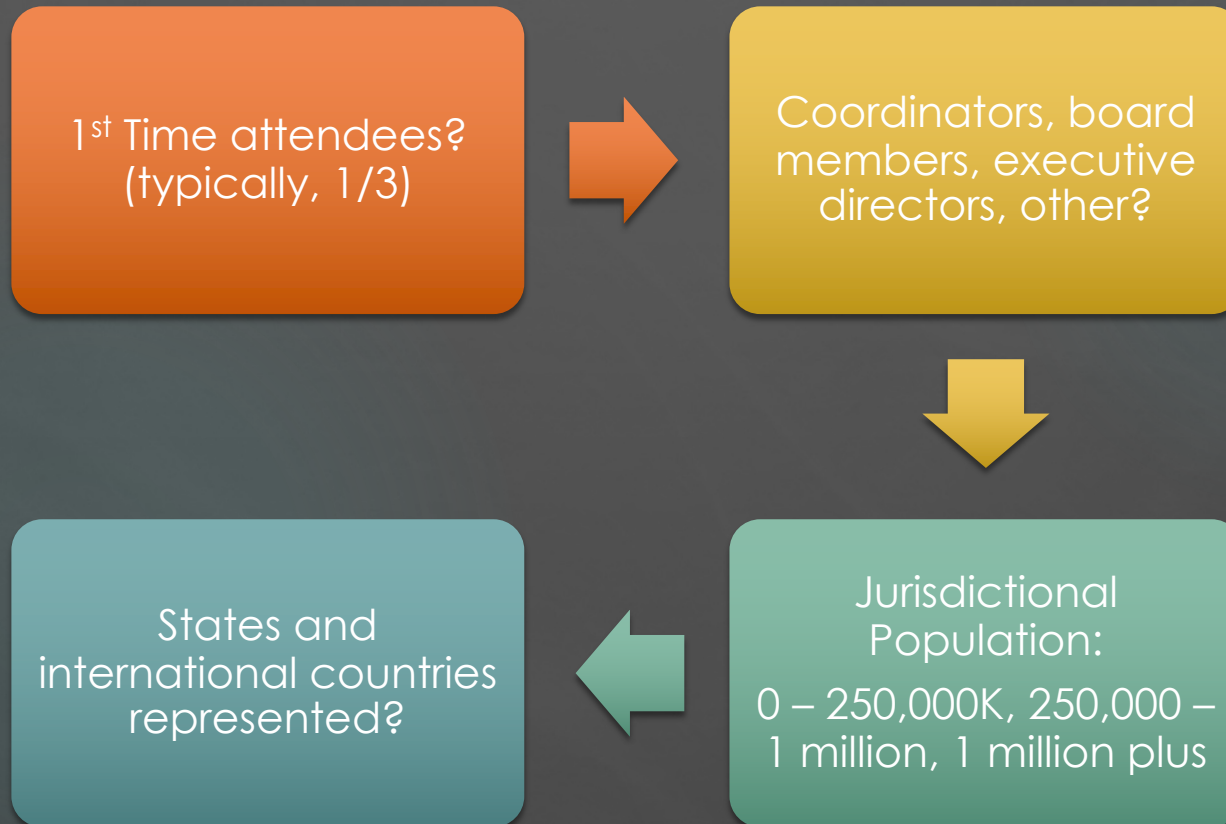 1st Time attendees?
(typically, 1/3)
Coordinators, board
members, executive
directors, other?
Jurisdictional
Population:
0 – 250,000K, 250,000 –
1 million, 1 million plus
States and
international countries
represented?